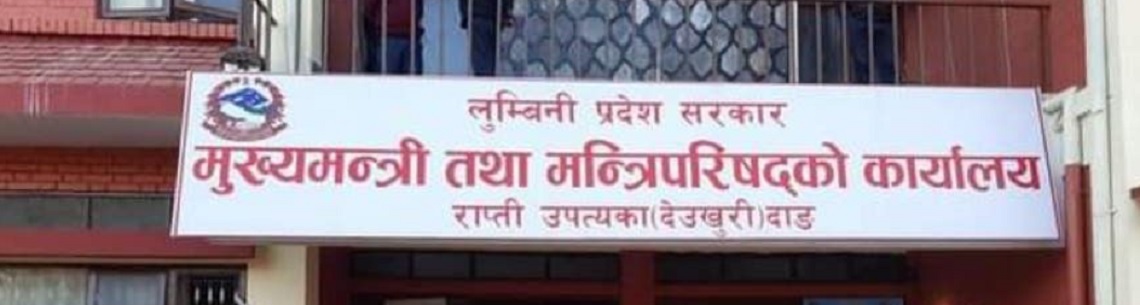 लुम्बिनी प्रदेश सरकार
मुख्यमन्त्री तथा मन्त्रिपरिषद्को कार्यालय
राप्ती उपत्यका(देउखुरी)दाङ